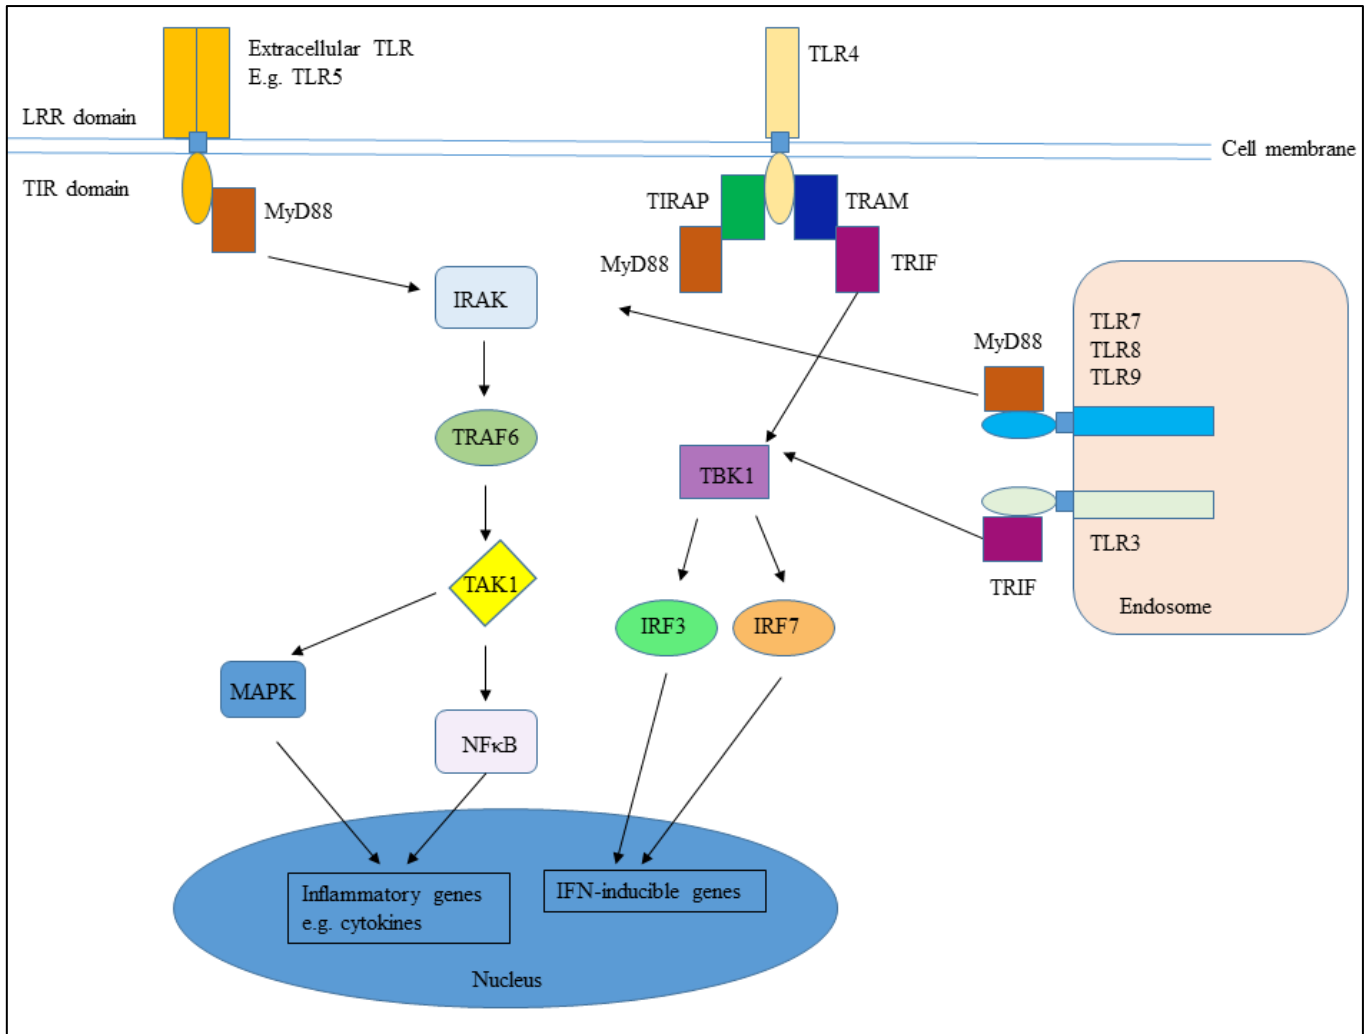 Extracellular TLR
E.g. TLR5
TLR4
LRR domain
Cell membrane
TIR domain
MyD88
TIRAP
TRAM
MyD88
TRIF
IRAK
TLR7
TLR8
TLR9
MyD88
TRAF6
TBK1
TLR3
TRIF
Endosome
TAK1
IRF3
IRF7
MAPK
NFκB
Inflammatory genes
e.g. cytokines
IFN-inducible genes
Nucleus